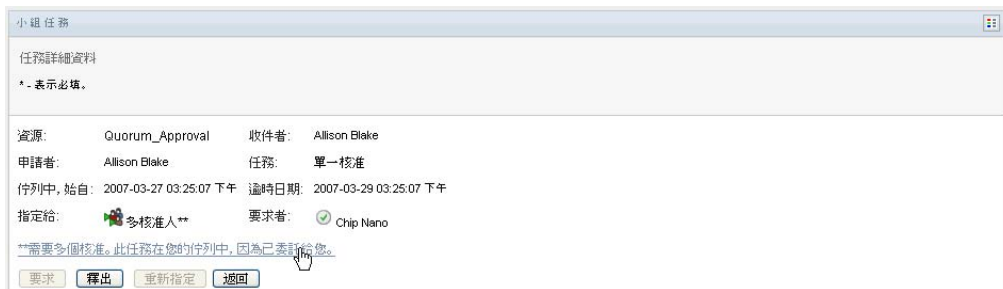 小組任務
任務詳細資料
* - 表示必填。
資源: Quorum_Approval 收件者: Allison Blake
申請者: Allison Blake 任務: 單一核准
佇列中, 始自: 2007-03-27 03:25:07 下午 逾時日期: 2007-03-29 03:25:07 下午
指定給: 多核准人** 要求者: Chip Nano
**需要多個核准。此任務在您的佇列中, 因為已委託給您。
要求 釋出 重新指定 返回